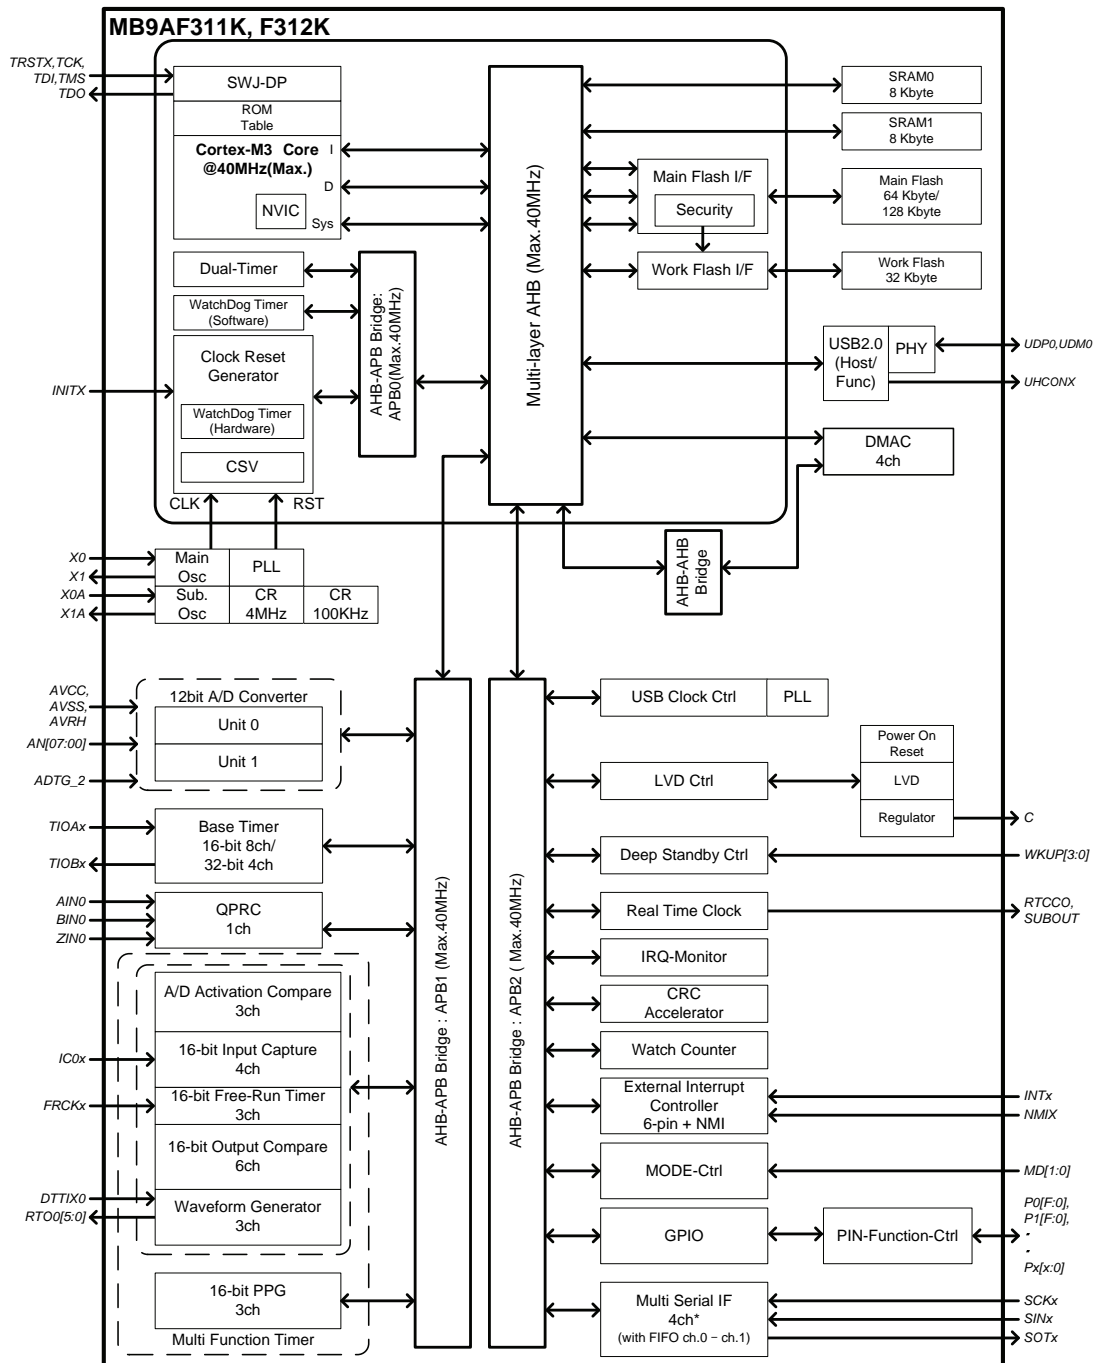 MB9AF311K, F312K
TRSTX,TCK,
TDI,TMS
TDO
SWJ-DP
ROM
Table
Cortex-M3 Core
@40MHz(Max.)
I
D
Sys
NVIC
Dual-Timer
WatchDog Timer
(Software)
Clock Reset
Generator
WatchDog Timer
(Hardware)
CSV
CLK
RST
INITX
AHB-APB Bridge:
APB0(Max.40MHz)
Multi-layer AHB (Max.40MHz)
SRAM0
8 Kbyte
SRAM1
8 Kbyte
Main Flash I/F
Security
Main Flash
64 Kbyte/
128 Kbyte
Work Flash I/F
Work Flash
32 Kbyte
USB2.0
(Host/
Func)
PHY
UDP0,UDM0
UHCONX
DMAC
4ch
AHB-AHB
Bridge
X0
X1
X0A
X1A
Main
Osc
PLL
Sub.
Osc
CR
4MHz
CR
100KHz
AVCC,
AVSS,
AVRH
AN[07:00]
ADTG_2
12bit A/D Converter
Unit 0
Unit 1
TIOAx
TIOBx
Base Timer
16-bit 8ch/
32-bit 4ch
AIN0
BIN0
ZIN0
QPRC
1ch
A/D Activation Compare
3ch
IC0x
16-bit Input Capture
4ch
FRCKx
16-bit Free-Run Timer
3ch
16-bit Output Compare
6ch
DTTIX0
RTO0[5:0]
Waveform Generator
3ch
16-bit PPG
3ch
Multi Function Timer
AHB-APB Bridge : APB1 (Max.40MHz)
AHB-APB Bridge : APB2 ( Max.40MHz)
USB Clock Ctrl
PLL
LVD Ctrl
Power On
Reset
LVD
Regulator
C
Deep Standby Ctrl
WKUP[3:0]
Real Time Clock
RTCCO,
SUBOUT
IRQ-Monitor
CRC
Accelerator
Watch Counter
External Interrupt
Controller
6-pin + NMI
INTx
NMIX
MODE-Ctrl
MD[1:0]
GPIO
PIN-Function-Ctrl
P0[F:0],
P1[F:0],
.
.
Px[x:0]
Multi Serial IF
4ch*
(with FIFO ch.0 − ch.1)
SCKx
SINx
SOTx